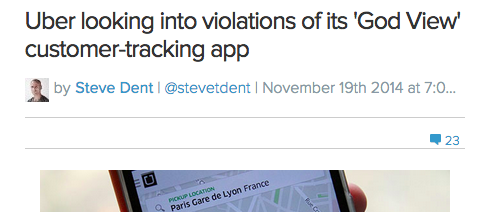 Uber looking into violations of its 'God View'
customer-tracking app
by Steve Dent | @stevetdent | November 19th 2014 at 7:0...
23
PICKUP LOCATION
Paris Gare de Lyon France